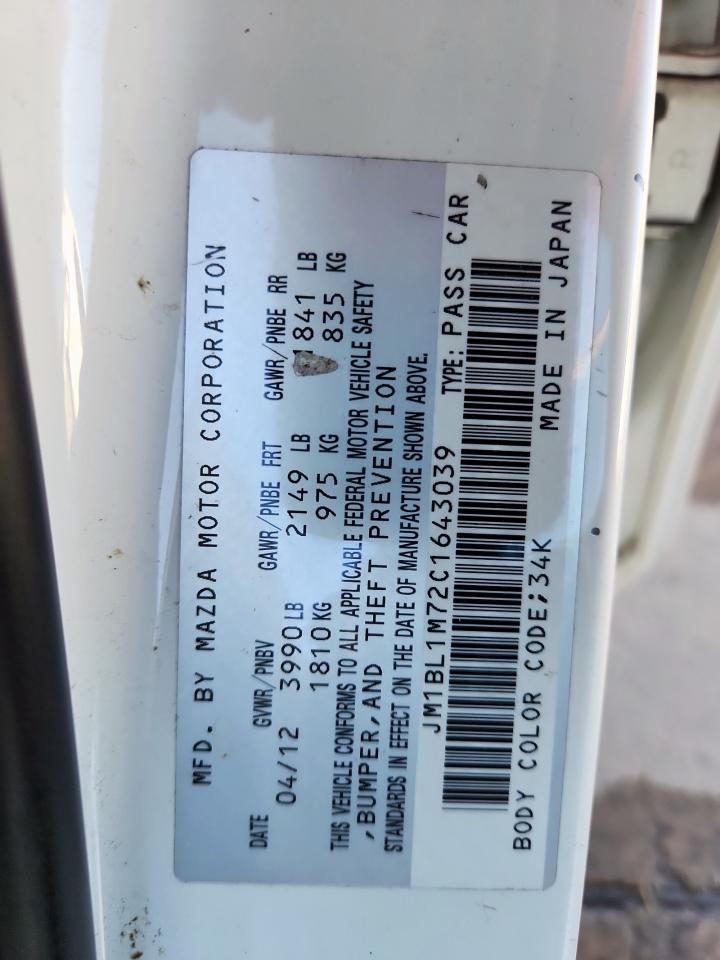 MFD. BY MAZDA MOTOR CORPORATION
DATE GVWR/PNBV GAWR/PNBE FRT GAWR/PNBE RR
04/12 3990 LB 2149 LB 1841 LB
1810 KG 975 KG 835 KG
THIS VEHICLE CONFORMS TO ALL APPLICABLE FEDERAL MOTOR VEHICLE SAFETY
,BUMPER,AND THEFT PREVENTION
STANDARDS IN EFFECT ON THE DATE OF MANUFACTURE SHOWN ABOVE.
JM1BL1M72C1643039 TYPE: PASS CAR
BODY COLOR CODE;34K MADE IN JAPAN